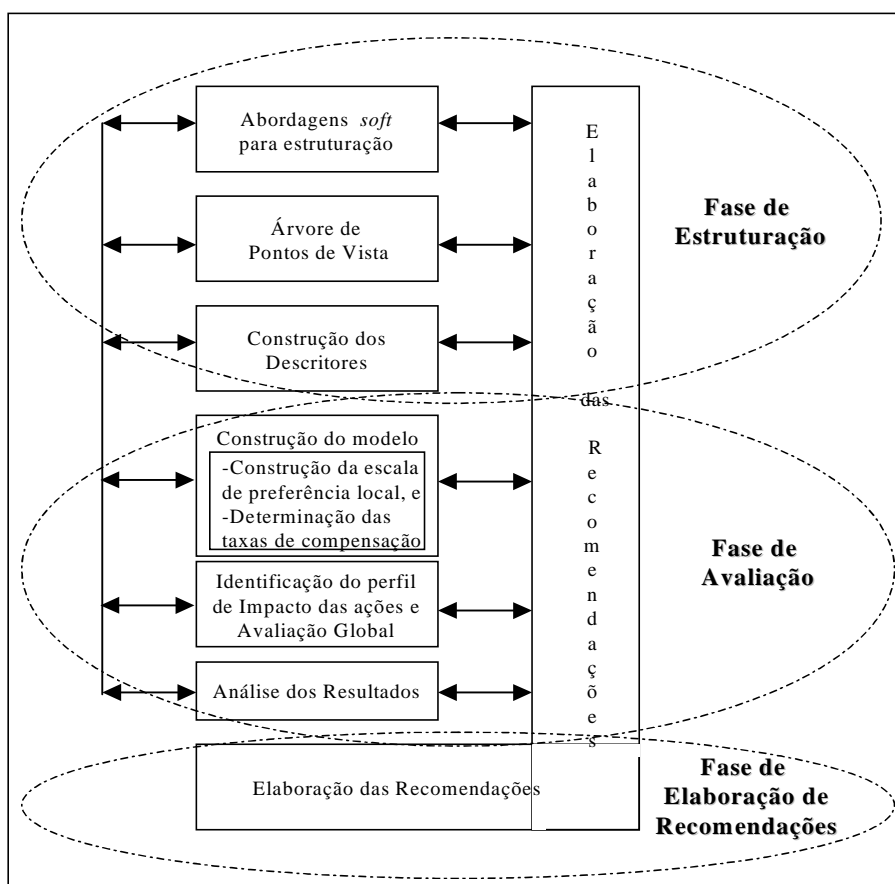 Abordagens soft
para estruturação
Árvore de
Pontos de Vista
Construção dos
Descritores
Construção do modelo
-Construção da escala
de preferência local, e
-Determinação das
taxas de compensação
Identificação do perfil
de Impacto das ações e
Avaliação Global
Análise dos Resultados
Elaboração das Recomendações
Elaboração
das
Recomendações
Fase de
Estruturação
Fase de
Avaliação
Fase de
Elaboração de
Recomendações